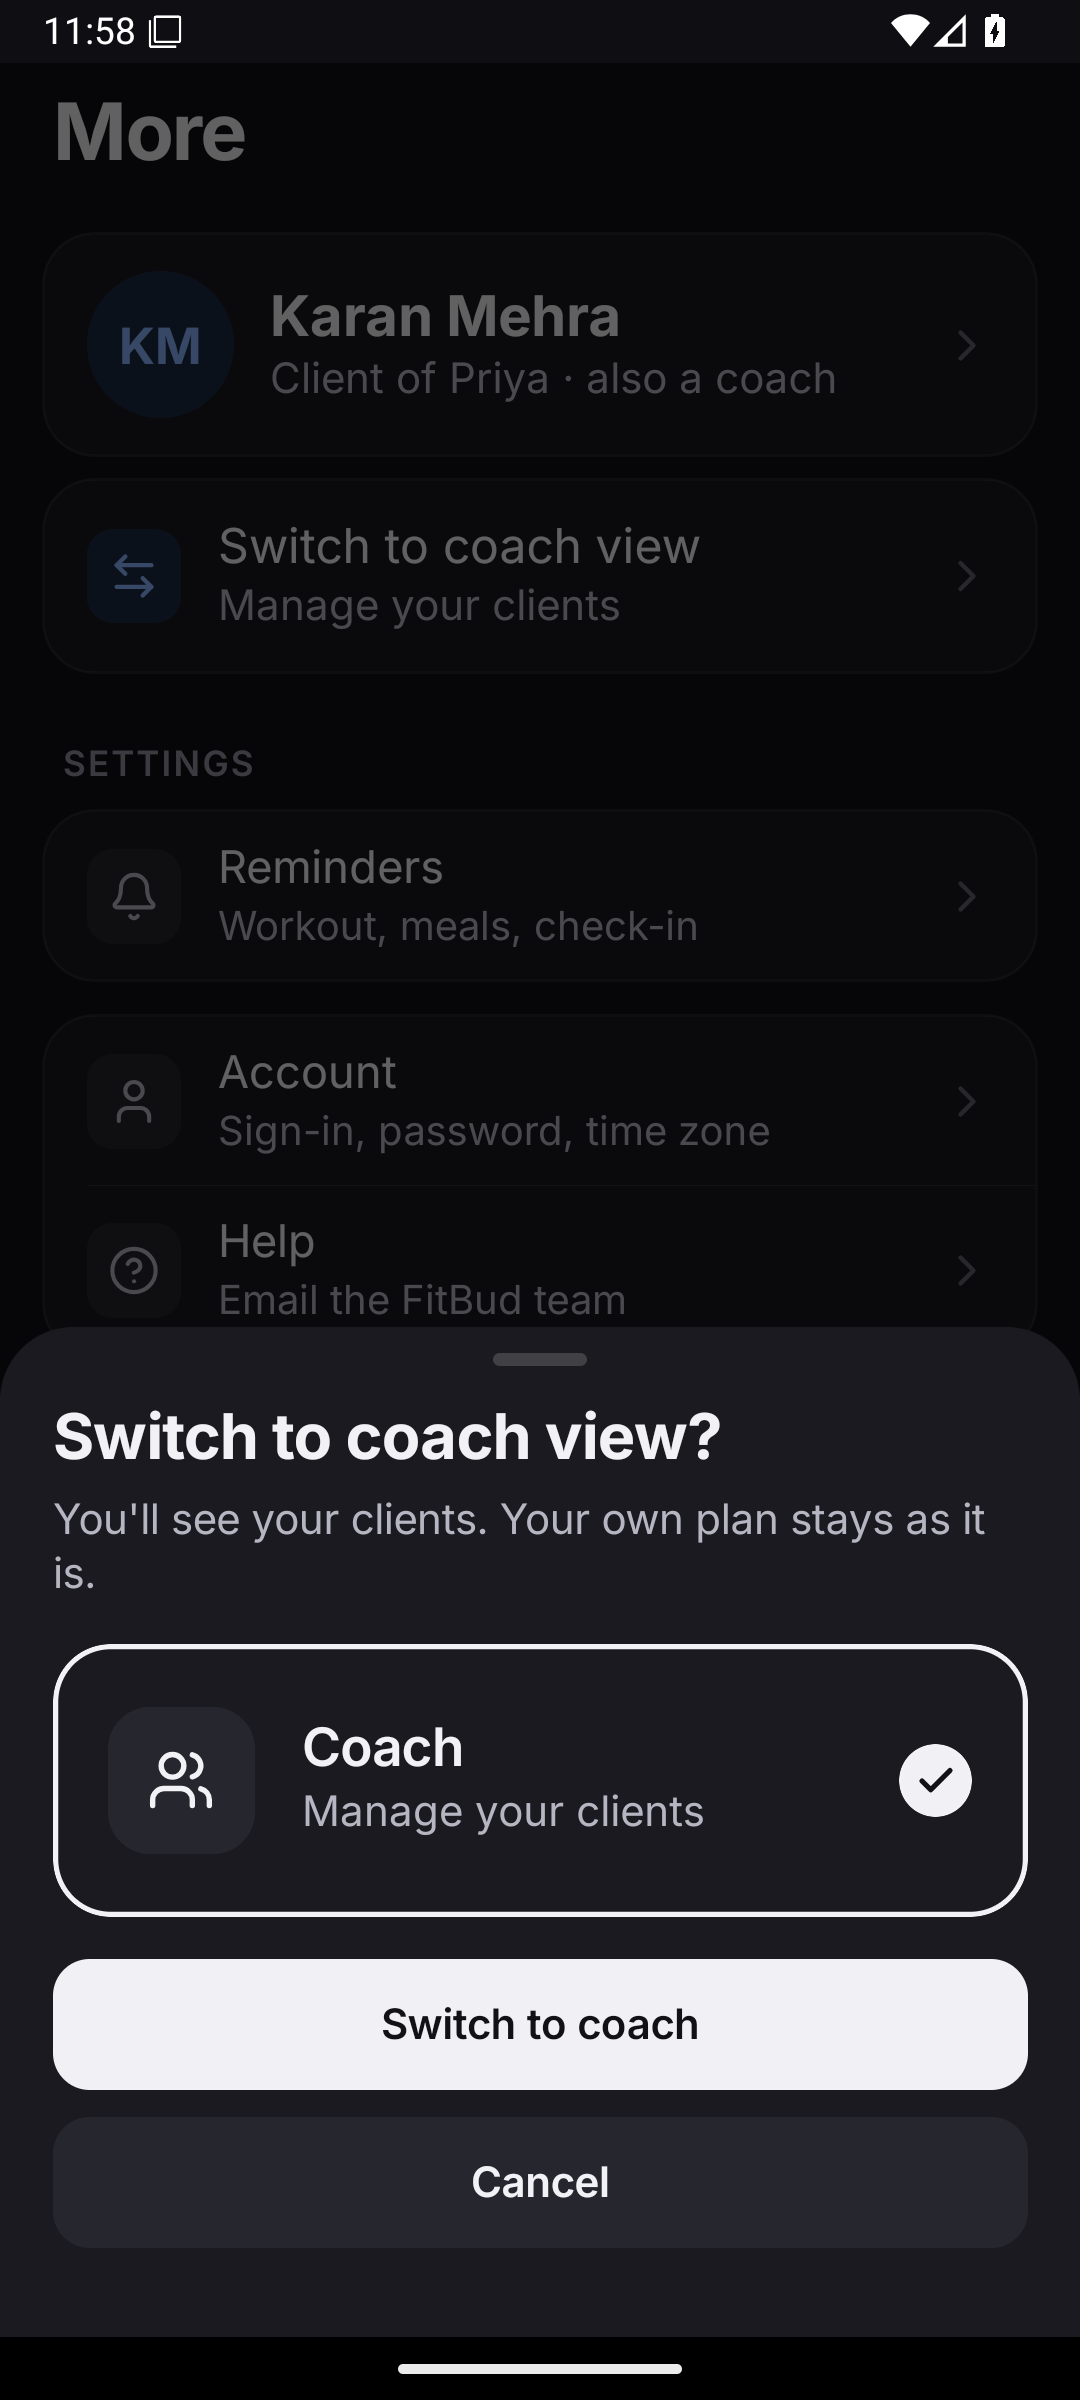 11:58
More
KM
Karan Mehra
Client of Priya · also a coach
Switch to coach view
Manage your clients
SETTINGS
Reminders
Workout, meals, check-in
Account
Sign-in, password, time zone
Help
Email the FitBud team
Switch to coach view?
You'll see your clients. Your own plan stays as it
is.
Coach
Manage your clients
Switch to coach
Cancel